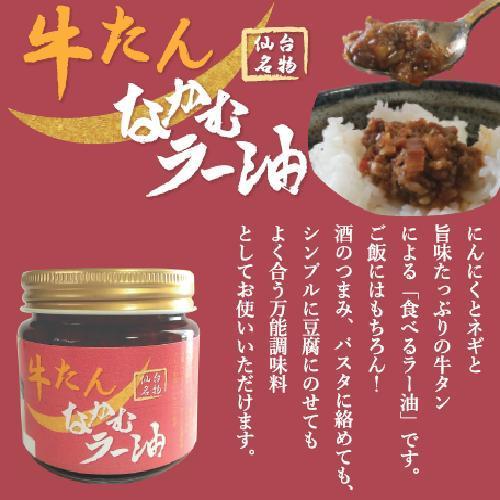 牛たん
仙台
名物
なかむ
ラー油
にんにくとネギと
旨味たっぷりの牛タン
による「食べるラー油」です。
ご飯にはもちろん！
酒のつまみ、パスタに絡めても、
シンプルに豆腐にのせても
よく合う万能調味料
としてお使いいただけます。
牛たん
仙台
名物
なかむ
ラー油